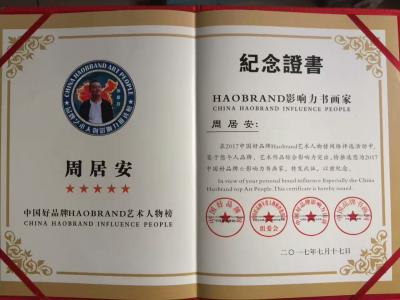 CHINA HAOBRAND ART PEOPLE
周居安
★★★★★
中国好品牌HAOBRAND艺术人物榜
CHINA HAOBRAND INFLUENCE PEOPLE
紀念證書
HAOBRAND影响力书画家
CHINA HAOBRAND INFLUENCE PEOPLE
周居安:
在2017中国好品牌Haobrand艺术人物榜网络评选活动中,
鉴于您个人品牌、艺术作品综合影响力突出,特推选您为2017
中国好品牌影响力书画家。特发此证,以资纪念。
In view of your personal brand influence Especially the China
Haobrand top Art People. This certificate is hereby issued.
组委会
二〇一七年七月十七日